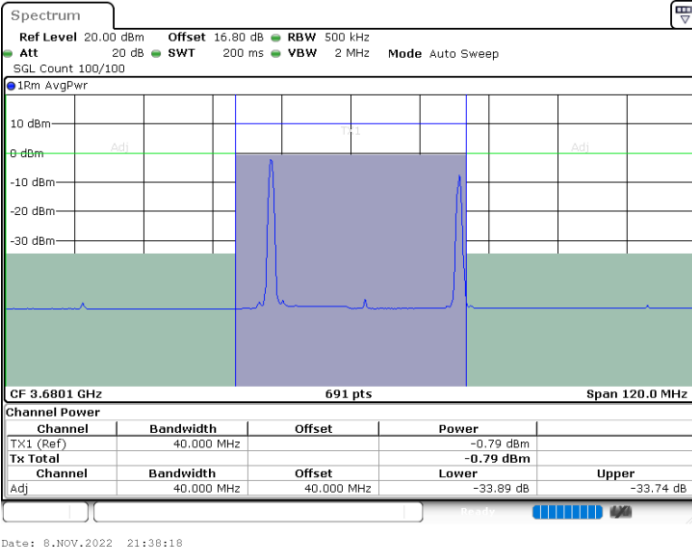 Spectrum
Ref Level 20.00 dBm Offset 16.80 dB RBW 500 kHz
Att 20 dB SWT 200 ms VBW 2 MHz Mode Auto Sweep
SGL Count 100/100
1Rm AvgPwr
10 dBm
TX1
Adj
Adj
0 dBm
-10 dBm
-20 dBm
-30 dBm
CF 3.6801 GHz 691 pts Span 120.0 MHz
Channel Power
Channel Bandwidth Offset Power
TX1 (Ref) 40.000 MHz -0.79 dBm
Tx Total -0.79 dBm
Channel Bandwidth Offset Lower Upper
Adj 40.000 MHz 40.000 MHz -33.89 dB -33.74 dB
Ready
Date: 8.NOV.2022 21:38:18